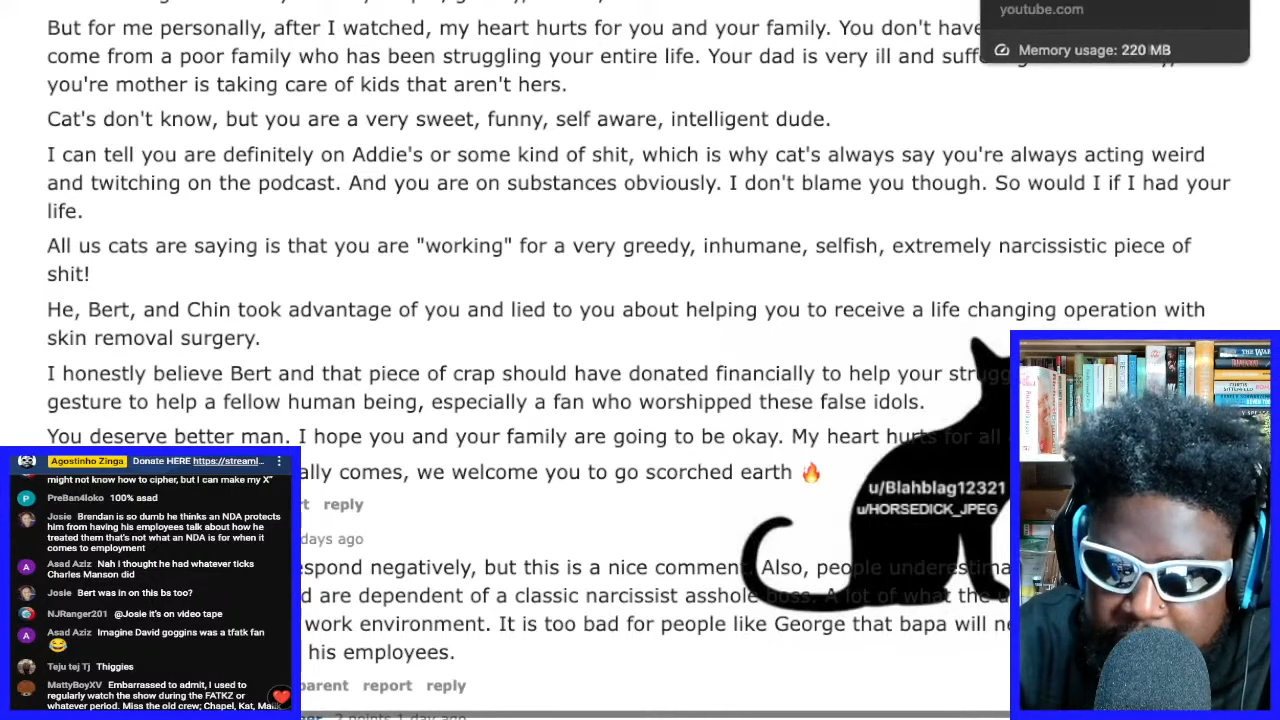 youtube.com
Memory usage: 220 MB
But for me personally, after I watched, my heart hurts for you and your family. You don't have
come from a poor family who has been struggling your entire life. Your dad is very ill and
you're mother is taking care of kids that aren't hers.
Cat's don't know, but you are a very sweet, funny, self aware, intelligent dude.
I can tell you are definitely on Addie's or some kind of shit, which is why cat's always say you're always acting weird
and twitching on the podcast. And you are on substances obviously. I don't blame you though. So would I if I had your
life.
All us cats are saying is that you are "working" for a very greedy, inhumane, selfish, extremely narcissistic piece of
shit!
He, Bert, and Chin took advantage of you and lied to you about helping you to receive a life changing operation with
skin removal surgery.
I honestly believe Bert and that piece of crap should have donated financially to help your
gesture to help a fellow human being, especially a fan who worshipped these false idols.
You deserve better man. I hope you and your family are going to be okay. My heart hurts for all
comes, we welcome you to go scorched earth 🔥
reply
days ago
negatively, but this is a nice comment. Also, people
are dependent of a classic narcissist asshole boss. A lot of what the
work environment. It is too bad for people like George that bapa will
his employees.
report reply
2 points 1 day ago
u/Blahblag12321
u/HORSEDICK_JPEG
Agostinho Zinga Donate HERE https://streaml...
might not know how to cipher, but I can make my X"
PreBan4loko 100% asad
Josie Brendan is so dumb he thinks an NDA protects
him from having his employees talk about how he
treated them that's not what an NDA is for when it
comes to employment
Asad Aziz Nah I thought he had whatever ticks
Charles Manson did
Josie Bert was in on this bs too?
NJRanger201 @Josie it's on video tape
Asad Aziz Imagine David goggins was a tfatk fan
😂
Teju tej Tj Thiggies
MattyBoyXV Embarrassed to admit, I used to
regularly watch the show during the FATKZ or
whatever period. Miss the old crew; Chapel, Kat,